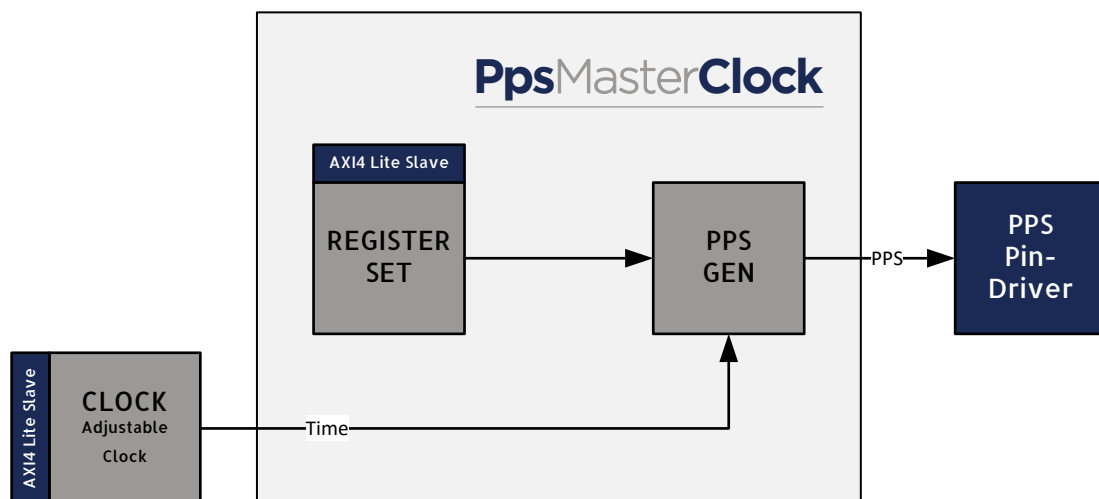 PpsMasterClock
AXI4 Lite Slave
REGISTER
SET
PPS
GEN
PPS
PPS
Pin-
Driver
AXI4 Lite Slave
CLOCK
Adjustable
Clock
Time